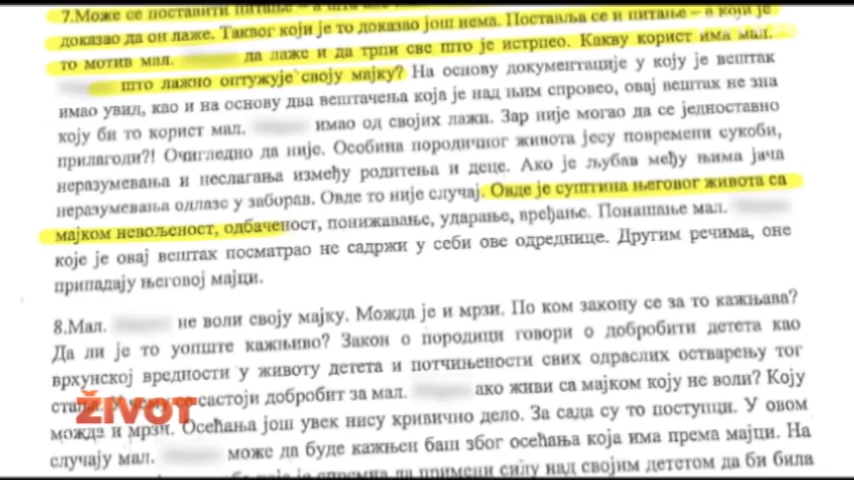 7.Може се поставити питање – а шта ако
доказао да он лаже. Таквог који је то доказао још нема. Поставља се и питање – а који је
то мотив мал. да лаже и да трпи све што је истрпео. Какву корист има мал.
што лажно оптужује своју мајку? На основу документације у коју је вештак
имао увид, као и на основу два вештачења која је над њим спровео, овај вештак не зна
коју би то корист мал. имао од својих лажи. Зар није могао да се једноставно
прилагоди?! Очигледно да није. Особина породичног живота јесу повремени сукоби,
неразумевања и неслагања између родитења и деце. Ако је љубав међу њима јача
неразумевања одлазе у заборав. Овде то није случај. Овде је суштина његовог живота са
мајком невољеност, одбаченост, понижавање, ударање, вређање. Понашање мал.
које је овај вештак посматрао не садржи у себи ове одреднице. Другим речима, оне
припадају његовој мајци.
8.Мал. не воли своју мајку. Можда је и мрзи. По ком закону се за то кажњава?
Да ли је то уопште кажњиво? Закон о породици говори о добробити детета као
врхунској вредности у животу детета и потчињености свих одраслих остварењу тог
састоји добробит за мал. ако живи са мајком коју не воли? Коју
ŽIVOT
можда и мрзи. Осећања још увек нису кривично дело. За сада су то поступци. У овом
случају мал. може да буде кажњен баш због осећања која има према мајци. На
је спремна да примени силу над својим дететом да би била